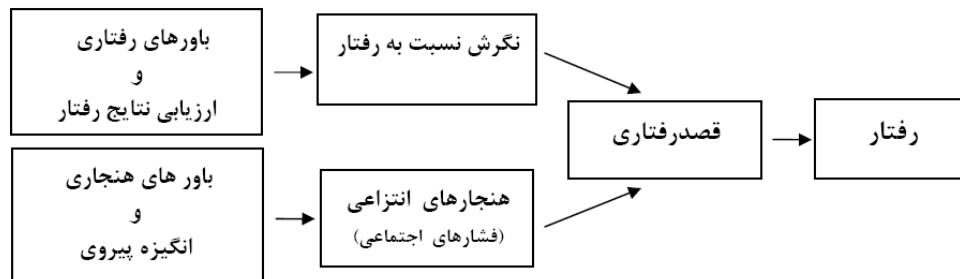 باورهای رفتاری
و
ارزیابی نتایج رفتار
نگرش نسبت به رفتار
باور های هنجاری
و
انگیزه پیروی
هنجارهای انتزاعی
(فشارهای اجتماعی)
قصدرفتاری
رفتار